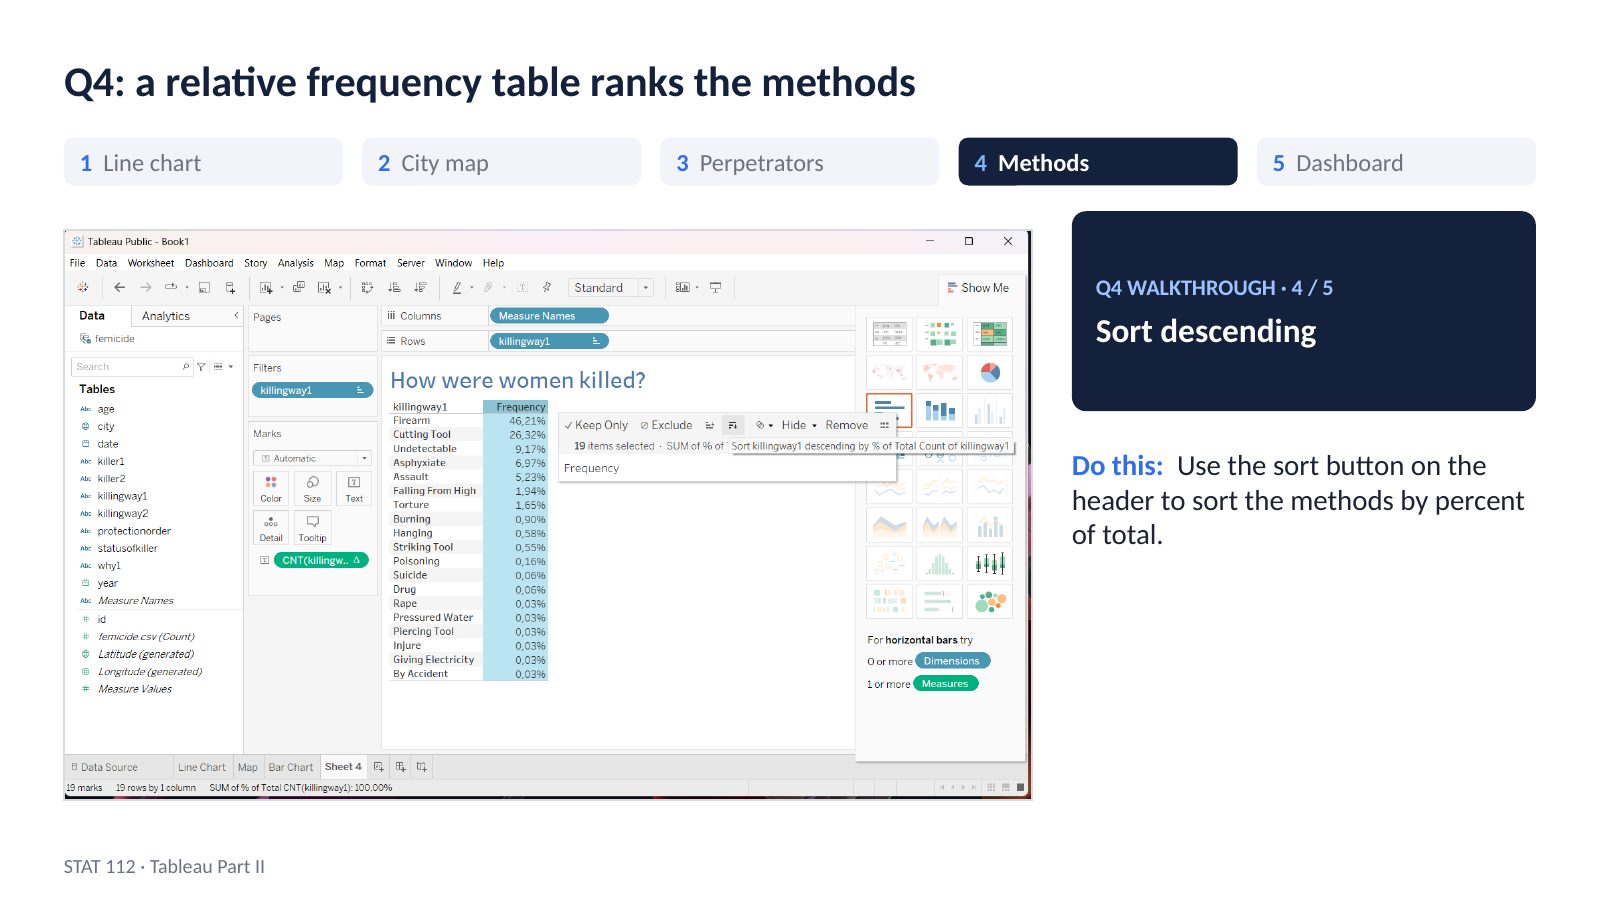 Q4: a relative frequency table ranks the methods
1 Line chart
2 City map
3 Perpetrators
4 Methods
5 Dashboard
Tableau Public - Book1
File Data Worksheet Dashboard Story Analysis Map Format Server Window Help
Standard
Show Me
Data Analytics
femicide
Search
Tables
Abc age
city
date
Abc killer1
Abc killer2
Abc killingway1
Abc killingway2
Abc protectionorder
Abc statusofkiller
Abc why1
year
Abc Measure Names
id
femicide.csv (Count)
Latitude (generated)
Longitude (generated)
Measure Values
Pages
Filters
killingway1
Marks
Automatic
Color Size Text
Detail Tooltip
CNT(killingw..
Columns Measure Names
Rows killingway1
How were women killed?
killingway1 Frequency
Firearm 46,21%
Cutting Tool 26,32%
Undetectable 9,17%
Asphyxiate 6,97%
Assault 5,23%
Falling From High 1,94%
Torture 1,65%
Burning 0,90%
Hanging 0,58%
Striking Tool 0,55%
Poisoning 0,16%
Suicide 0,06%
Drug 0,06%
Rape 0,03%
Pressured Water 0,03%
Piercing Tool 0,03%
Injure 0,03%
Giving Electricity 0,03%
By Accident 0,03%
Keep Only Exclude Hide Remove
19 items selected · SUM of % of
Sort killingway1 descending by % of Total Count of killingway1
Frequency
For horizontal bars try
0 or more Dimensions
1 or more Measures
Data Source Line Chart Map Bar Chart Sheet 4
19 marks 19 rows by 1 column SUM of % of Total CNT(killingway1): 100.00%
Q4 WALKTHROUGH · 4 / 5
Sort descending
Do this: Use the sort button on the
header to sort the methods by percent
of total.
STAT 112 · Tableau Part II